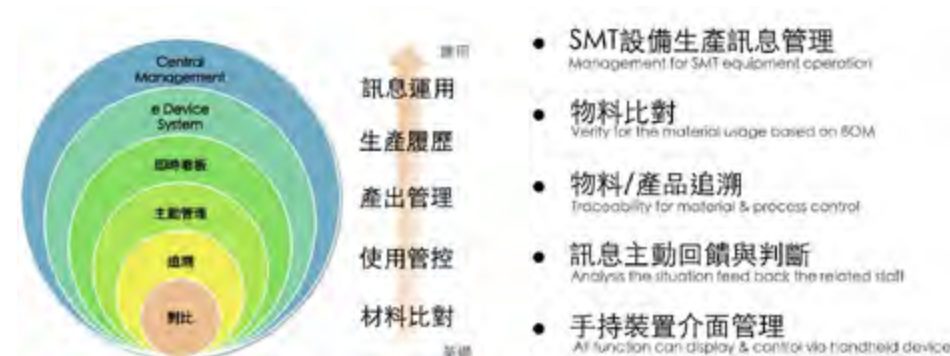 Central
Management
e Device
System
即時看板
主動管理
追溯
對比
應用
訊息運用
生產履歷
產出管理
使用管控
材料比對
基礎
● SMT設備生產訊息管理
Management for SMT equipment operation
● 物料比對
Verify for the material usage based on BOM
● 物料/產品追溯
Traceability for material & process control
● 訊息主動回饋與判斷
Analysis the situation feed back the related staff
● 手持裝置介面管理
All function can display & control via handheld device